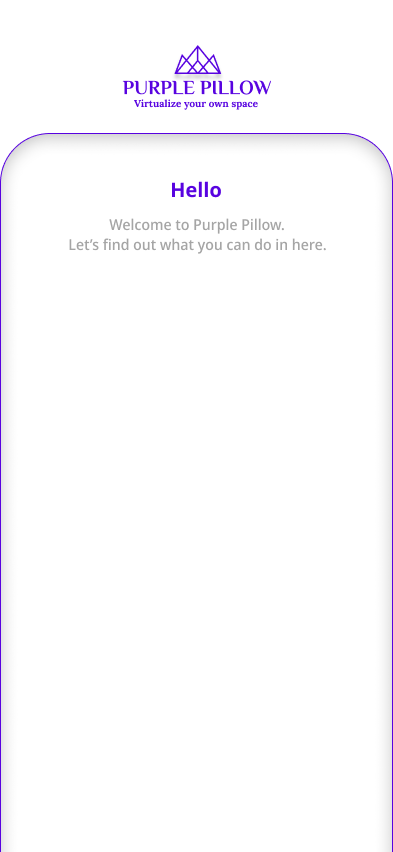 PURPLE PILLOW
Virtualize your own space
Hello
Welcome to Purple Pillow.
Let’s find out what you can do in here.